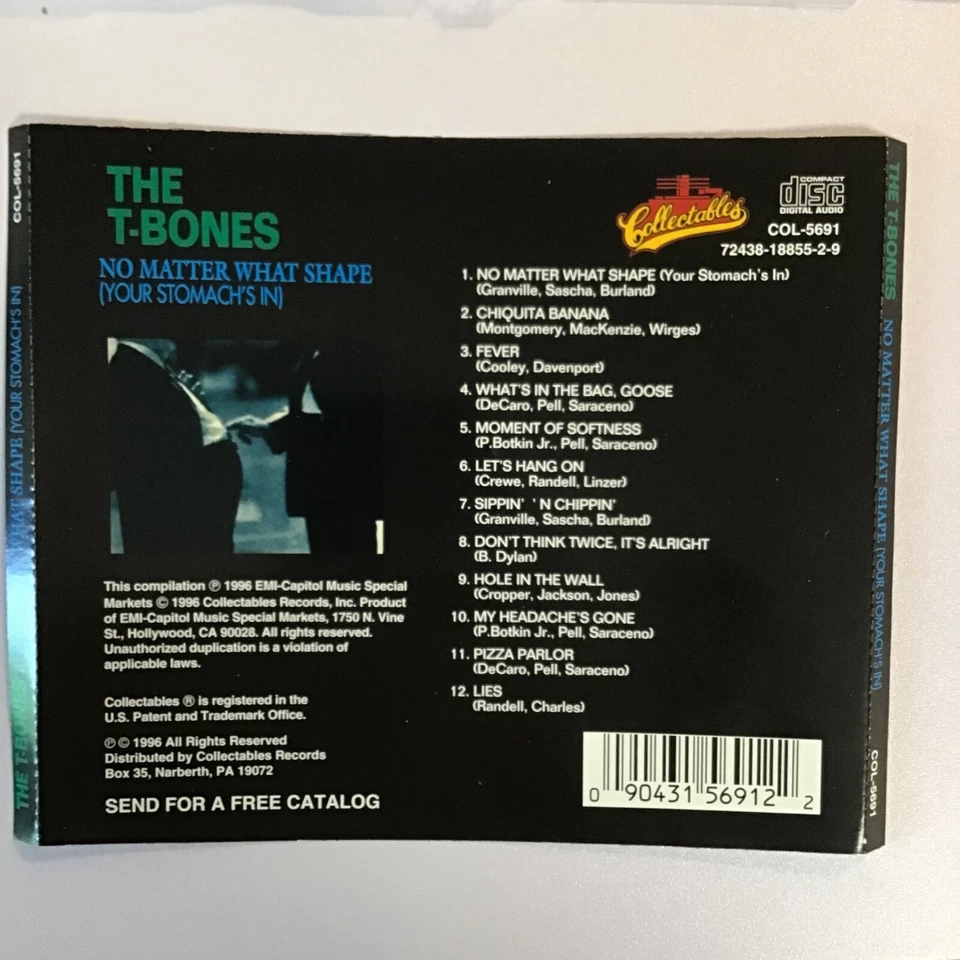 THE
T-BONES
NO MATTER WHAT SHAPE
(YOUR STOMACH'S IN)
This compilation ℗ 1996 EMI-Capitol Music Special
Markets © 1996 Collectables Records, Inc. Product
of EMI-Capitol Music Special Markets, 1750 N. Vine
St., Hollywood, CA 90028. All rights reserved.
Unauthorized duplication is a violation of
applicable laws.
Collectables ® is registered in the
U.S. Patent and Trademark Office.
℗ © 1996 All Rights Reserved
Distributed by Collectables Records
Box 35, Narberth, PA 19072
SEND FOR A FREE CATALOG
Collectables
COMPACT
disc
DIGITAL AUDIO
COL-5691
72438-18855-2-9
1. NO MATTER WHAT SHAPE (Your Stomach's In)
(Granville, Sascha, Burland)
2. CHIQUITA BANANA
(Montgomery, MacKenzie, Wirges)
3. FEVER
(Cooley, Davenport)
4. WHAT'S IN THE BAG, GOOSE
(DeCaro, Pell, Saraceno)
5. MOMENT OF SOFTNESS
(P.Botkin Jr., Pell, Saraceno)
6. LET'S HANG ON
(Crewe, Randell, Linzer)
7. SIPPIN' 'N CHIPPIN'
(Granville, Sascha, Burland)
8. DON'T THINK TWICE, IT'S ALRIGHT
(B. Dylan)
9. HOLE IN THE WALL
(Cropper, Jackson, Jones)
10. MY HEADACHE'S GONE
(P.Botkin Jr., Pell, Saraceno)
11. PIZZA PARLOR
(DeCaro, Pell, Saraceno)
12. LIES
(Randell, Charles)
0 90431 56912 2
THE T-BONES WHAT SHAPE (YOUR STOMACH'S IN) COL-5691
THE T-BONES NO MATTER WHAT SHAPE (YOUR STOMACH'S IN) COL-5691